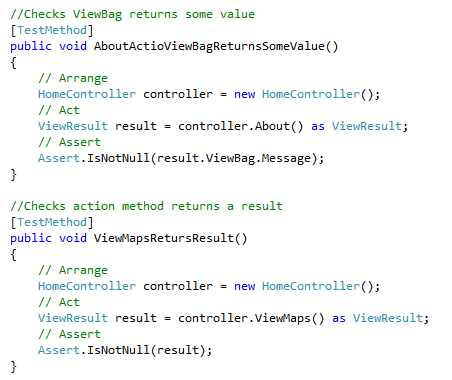 //Checks ViewBag returns some value
[TestMethod]
public void AboutActioViewBagReturnsSomeValue()
{
    // Arrange
    HomeController controller = new HomeController();
    // Act
    ViewResult result = controller.About() as ViewResult;
    // Assert
    Assert.IsNotNull(result.ViewBag.Message);
}

//Checks action method returns a result
[TestMethod]
public void ViewMapsRetursResult()
{
    // Arrange
    HomeController controller = new HomeController();
    // Act
    ViewResult result = controller.ViewMaps() as ViewResult;
    // Assert
    Assert.IsNotNull(result);
}